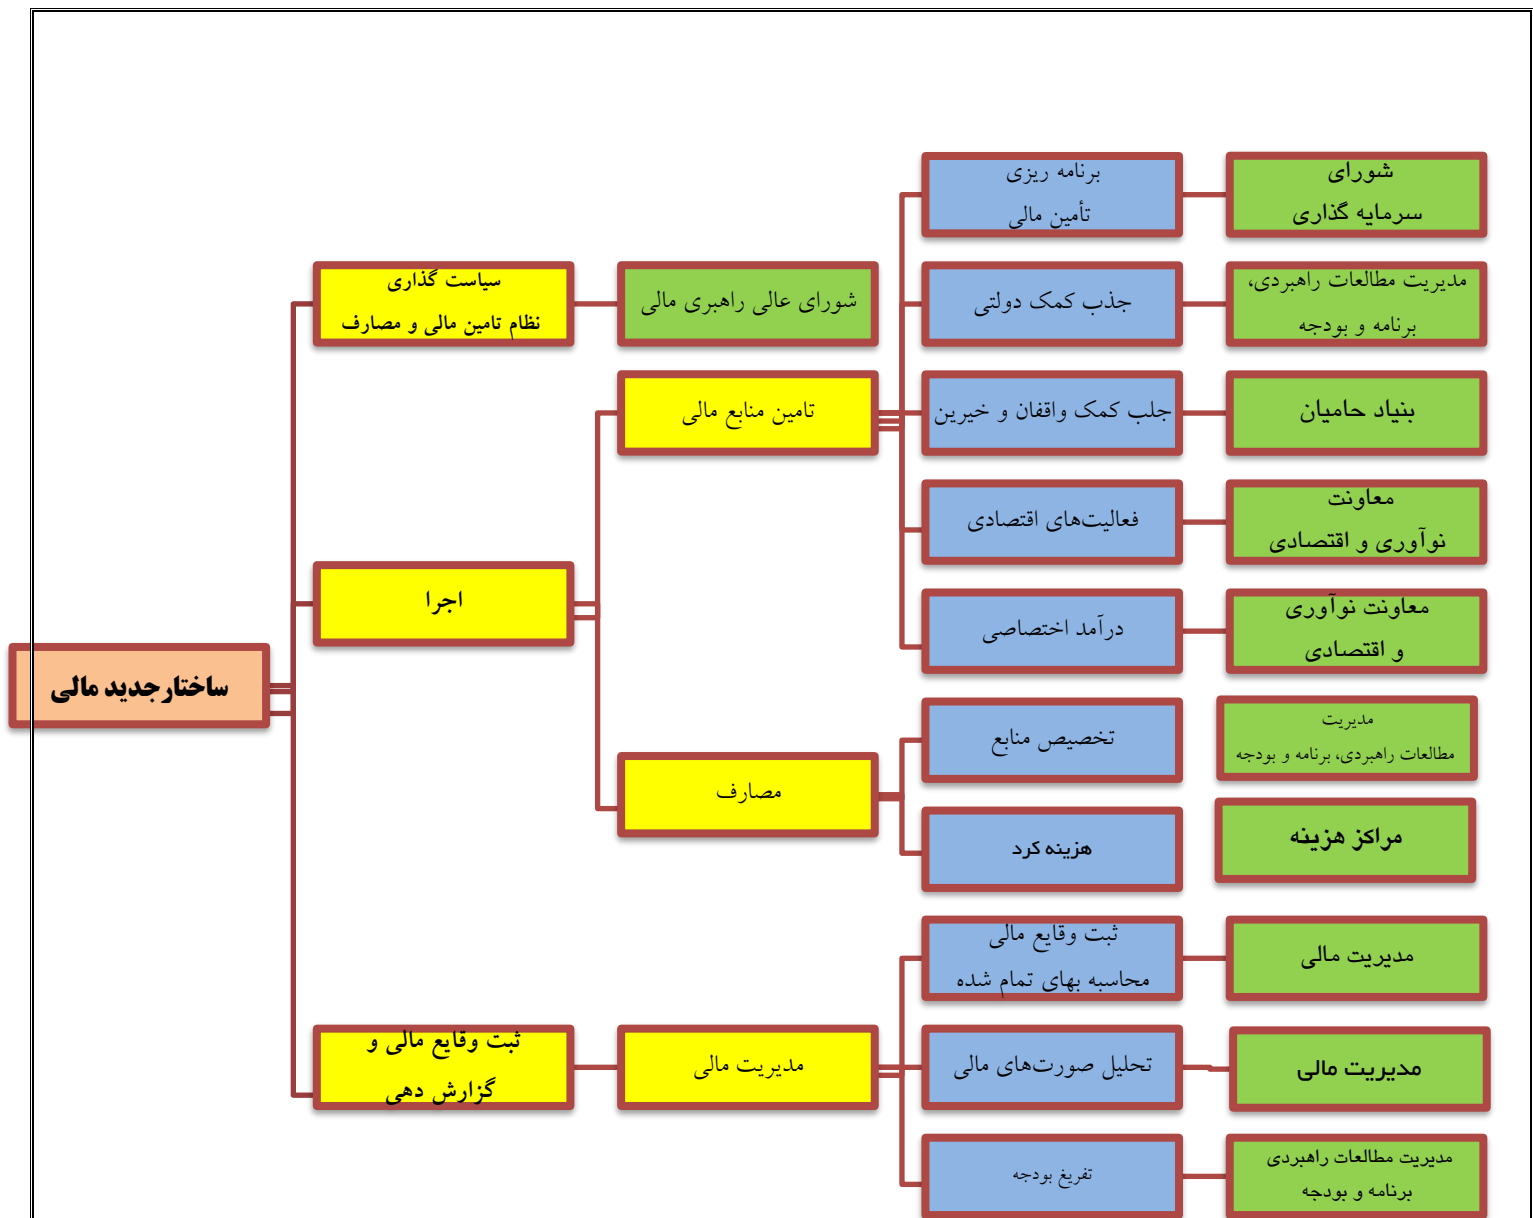 ساختارجدید مالی
سیاست گذاری
نظام تامین مالی و مصارف
شورای عالی راهبری مالی
اجرا
تامین منابع مالی
برنامه ریزی
تأمین مالی
شورای
سرمایه گذاری
جذب کمک دولتی
مدیریت مطالعات راهبردی،
برنامه و بودجه
جلب کمک واقفان و خیرین
بنیاد حامیان
فعالیت‌های اقتصادی
معاونت
نوآوری و اقتصادی
درآمد اختصاصی
معاونت نوآوری
و اقتصادی
مصارف
تخصیص منابع
مدیریت
مطالعات راهبردی، برنامه و بودجه
هزینه کرد
مراکز هزینه
ثبت وقایع مالی و
گزارش دهی
مدیریت مالی
ثبت وقایع مالی
محاسبه بهای تمام شده
مدیریت مالی
تحلیل صورت‌های مالی
مدیریت مالی
تفریغ بودجه
مدیریت مطالعات راهبردی
برنامه و بودجه